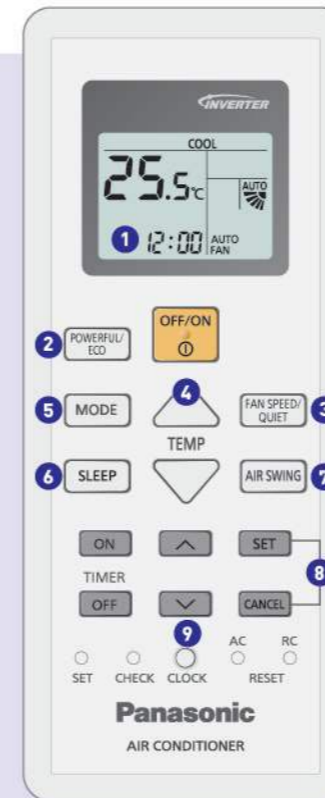 INVERTER
COOL
25.5℃
AUTO
1 12:00 AUTO FAN
OFF/ON
2 POWERFUL/ECO
4
5 MODE
FAN SPEED/QUIET 3
TEMP
6 SLEEP
AIR SWING 7
ON
SET
TIMER
8
OFF
CANCEL
9
AC RC
SET CHECK CLOCK RESET
Panasonic
AIR CONDITIONER